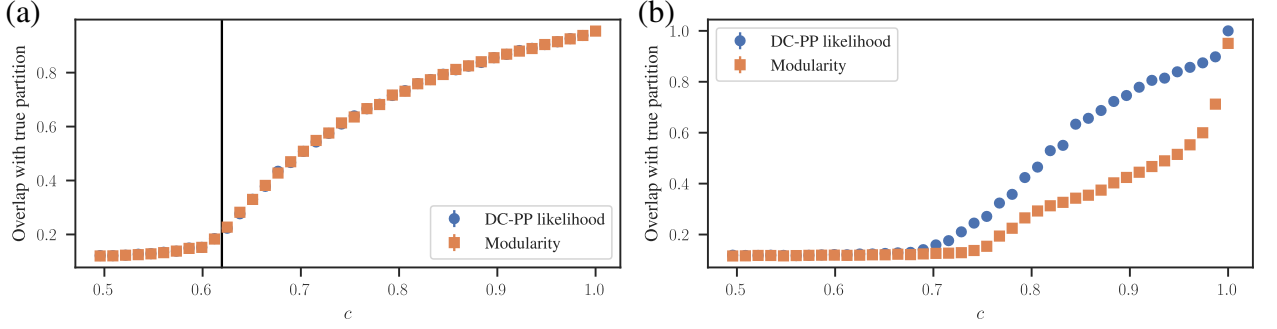 (a)
Overlap with true partition
0.8
0.6
0.4
0.2
DC-PP likelihood
Modularity
0.5 0.6 0.7 0.8 0.9 1.0
c
(b)
Overlap with true partition
1.0
0.8
0.6
0.4
0.2
DC-PP likelihood
Modularity
0.5 0.6 0.7 0.8 0.9 1.0
c